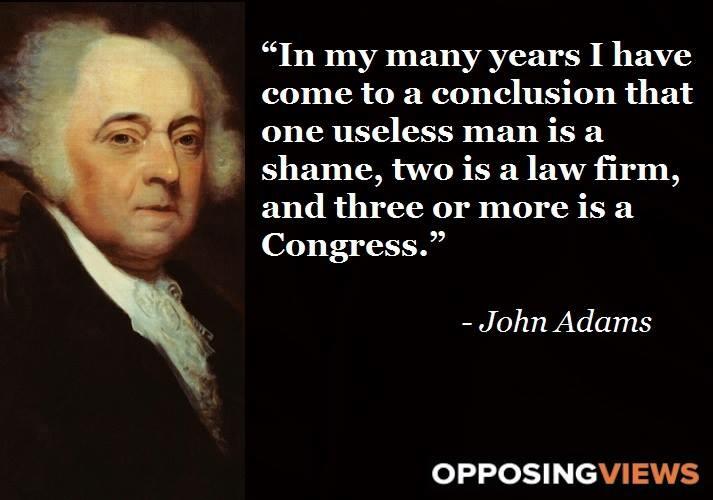 “In my many years I have
come to a conclusion that
one useless man is a
shame, two is a law firm,
and three or more is a
Congress.”
- John Adams
OPPOSINGVIEWS